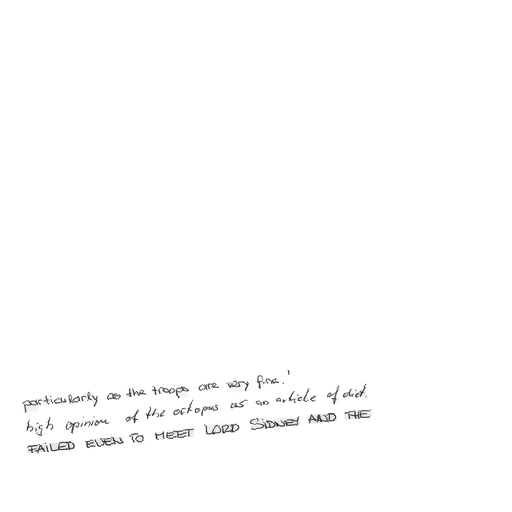 particularly as the troops are very fine.'
high opinion of the octopus as an article of diet.
FAILED EVEN TO MEET LORD SIDNEY AND THE